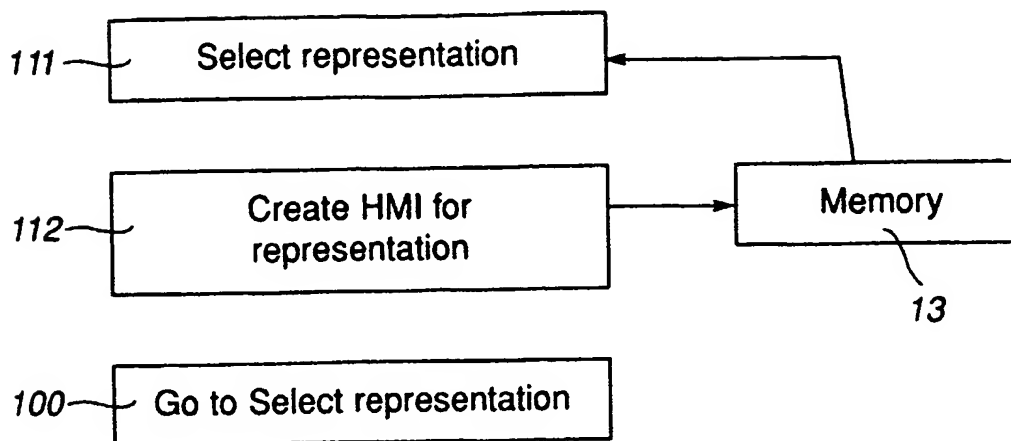 111
Select representation
112
Create HMI for
representation
Memory
13
100
Go to Select representation